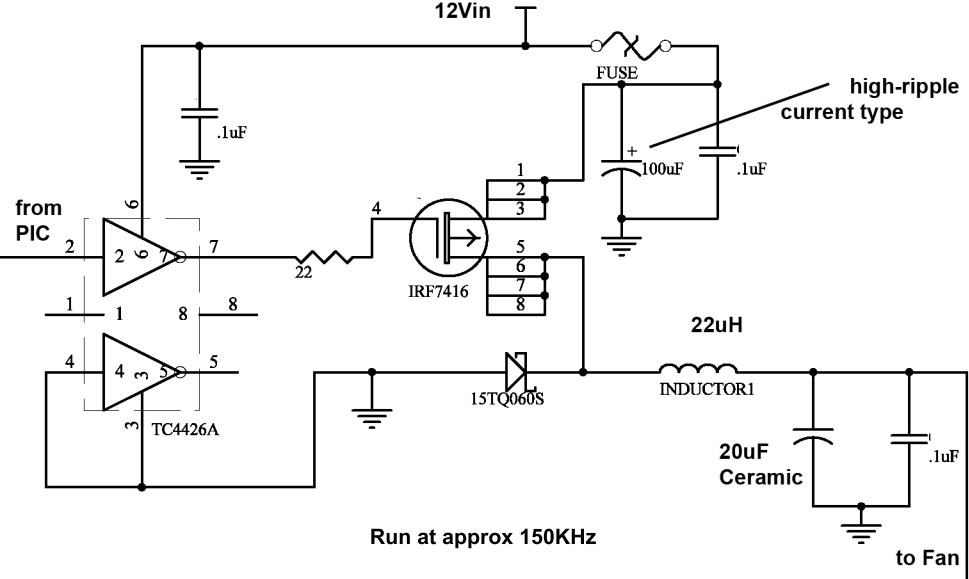 12Vin
FUSE
high-ripple
current type
.1uF
+
100uF
.1uF
from
PIC
6
2
2
6
7
7
22
4
1
2
3
IRF7416
5
6
7
8
1
1
8
8
4
4
3
5
5
3
TC4426A
15TQ060S
22uH
INDUCTOR1
20uF
Ceramic
.1uF
Run at approx 150KHz
to Fan